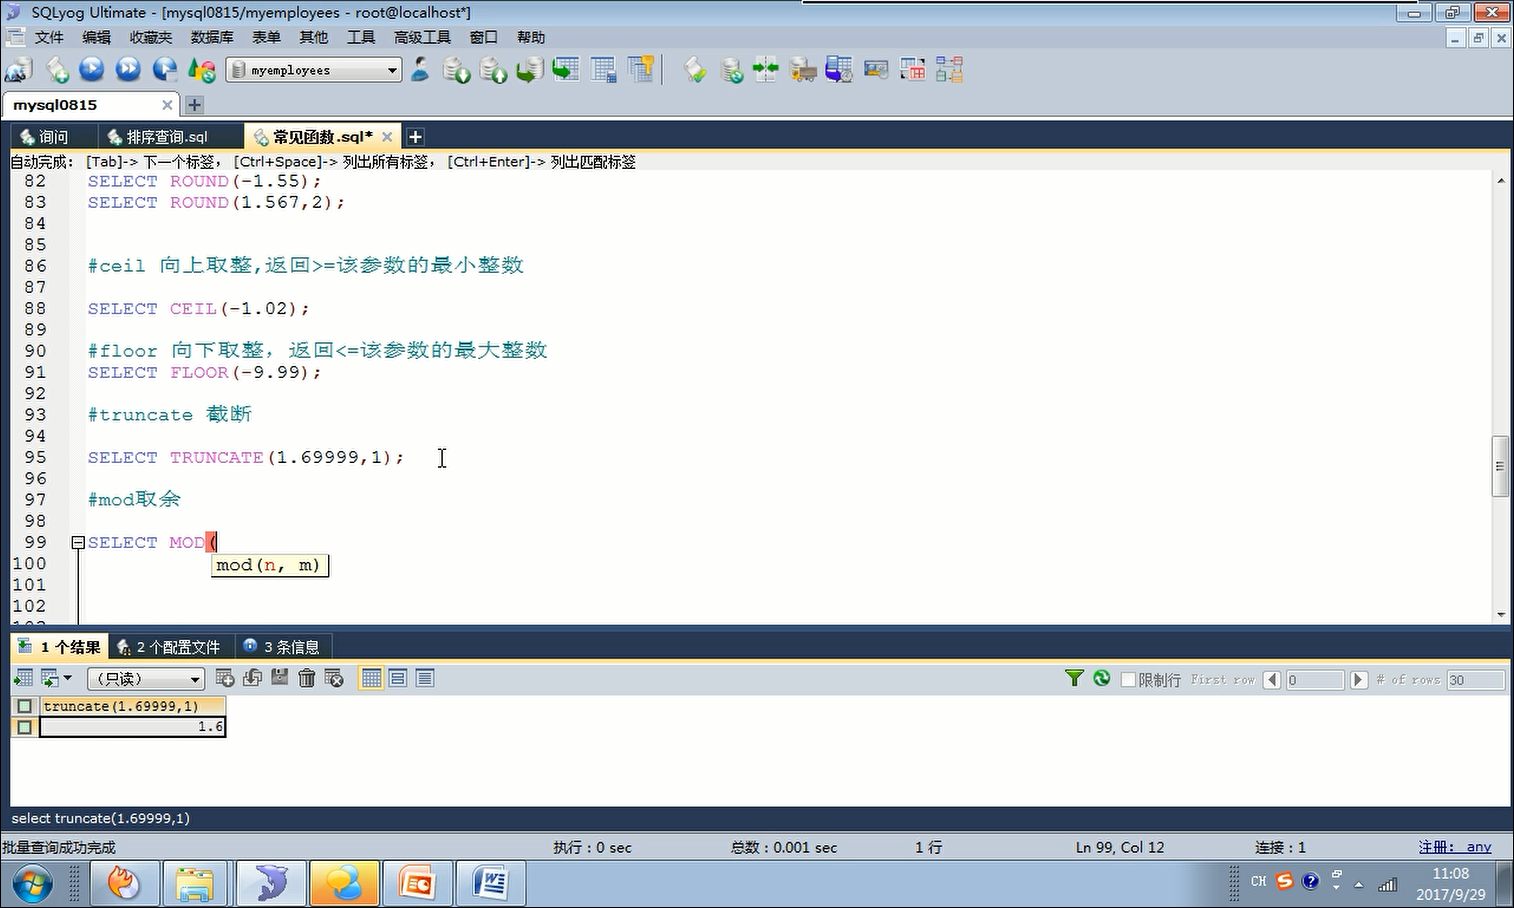 SQLyog Ultimate - [mysql0815/myemployees - root@localhost*]
文件 编辑 收藏夹 数据库 表单 其他 工具 高级工具 窗口 帮助
myemployees
mysql0815
询问 排序查询.sql 常见函数.sql*
自动完成: [Tab]-> 下一个标签, [Ctrl+Space]-> 列出所有标签, [Ctrl+Enter]-> 列出匹配标签
82 SELECT ROUND(-1.55);
83 SELECT ROUND(1.567,2);
84
85
86 #ceil 向上取整,返回>=该参数的最小整数
87
88 SELECT CEIL(-1.02);
89
90 #floor 向下取整，返回<=该参数的最大整数
91 SELECT FLOOR(-9.99);
92
93 #truncate 截断
94
95 SELECT TRUNCATE(1.69999,1);
96
97 #mod取余
98
99 SELECT MOD(
100 mod(n, m)
101
102
1 个结果 2 个配置文件 3 条信息
(只读) 限制行 First row 0 # of rows 30
truncate(1.69999,1)
1.6
select truncate(1.69999,1)
批量查询成功完成 执行 : 0 sec 总数 : 0.001 sec 1 行 Ln 99, Col 12 连接 : 1 注册: any
CH 11:08
2017/9/29